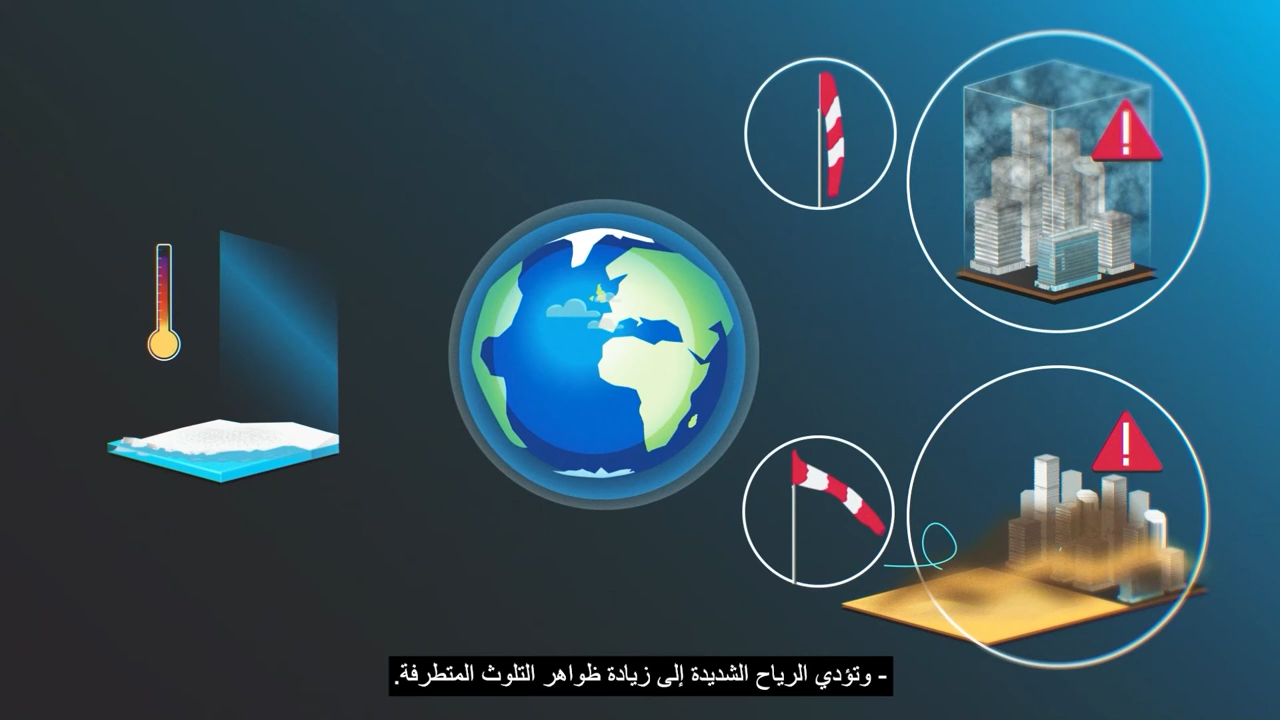 - وتؤدي الرياح الشديدة إلى زيادة ظواهر التلوث المتطرفة.